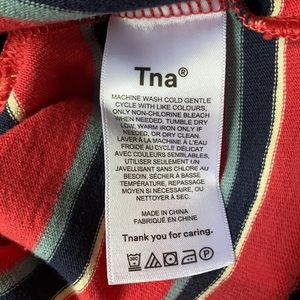 Tna®
MACHINE WASH COLD GENTLE
CYCLE WITH LIKE COLOURS,
ONLY NON-CHLORINE BLEACH
WHEN NEEDED, TUMBLE DRY
LOW, WARM IRON ONLY IF
NEEDED, OR DRY CLEAN.
LAVER À LA MACHINE À L'EAU
FROIDE AU CYCLE DÉLICAT
AVEC COULEURS SEMBLABLES,
UTILISER SEULEMENT UN
JAVELLISANT SANS CHLORE AU
BESOIN, SÉCHER À BASSE
TEMPÉRATURE, REPASSAGE
MOYEN SI NÉCESSAIRE, OU
NETTOYER À SEC.
MADE IN CHINA
FABRIQUÉ EN CHINE
Thank you for caring.